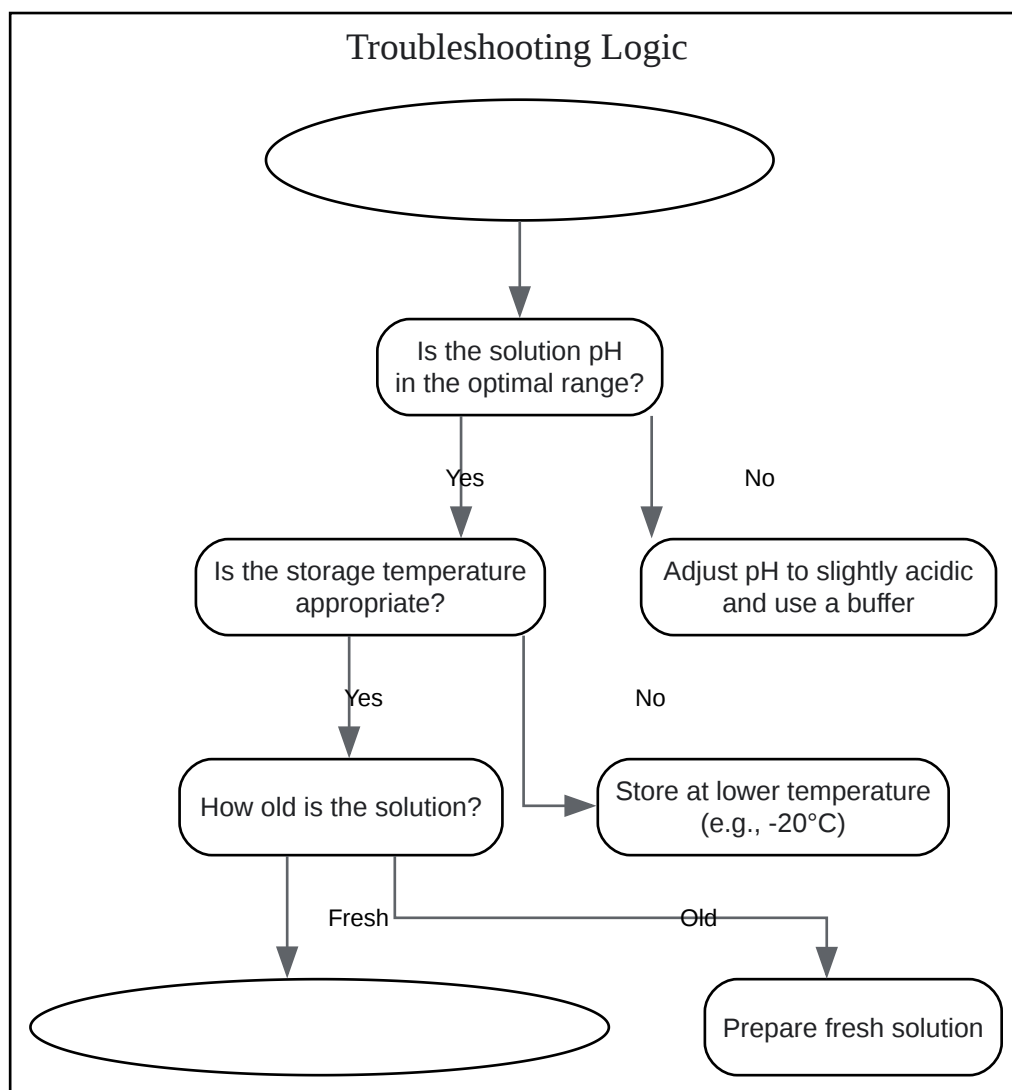 Troubleshooting Logic
Is the solution pH
in the optimal range?
Yes
No
Is the storage temperature
appropriate?
Adjust pH to slightly acidic
and use a buffer
Yes
No
How old is the solution?
Store at lower temperature
(e.g., -20°C)
Fresh
Old
Prepare fresh solution